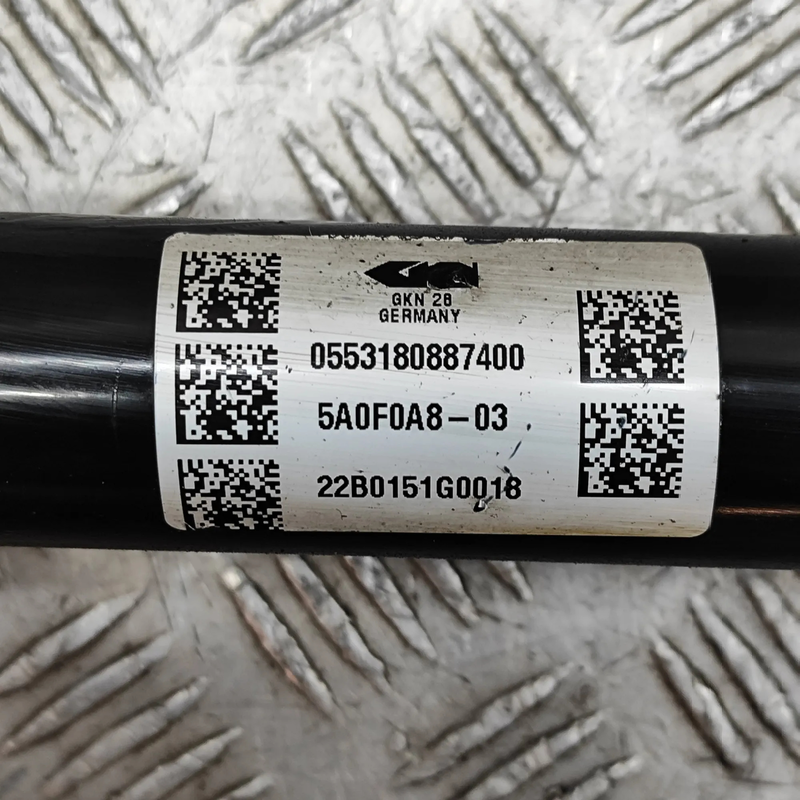 GKN 28
GERMANY
0553180887400
5A0F0A8-03
22B0151G0018